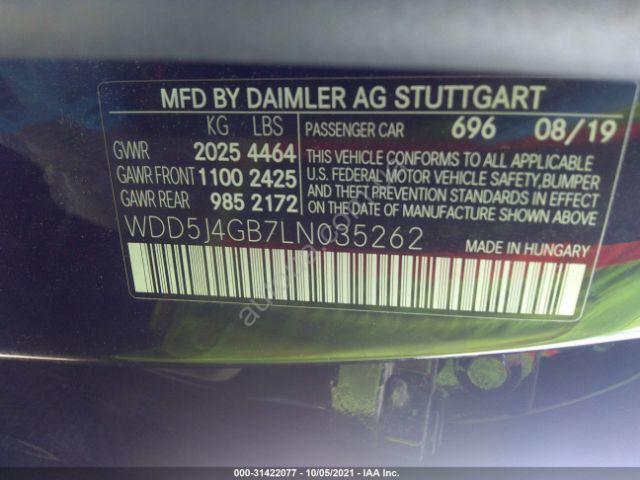 MFD BY DAIMLER AG STUTTGART
KG LBS
GVWR 2025 4464
GAWR FRONT 1100 2425
GAWR REAR 985 2172
PASSENGER CAR 696 08/19
THIS VEHICLE CONFORMS TO ALL APPLICABLE
U.S. FEDERAL MOTOR VEHICLE SAFETY, BUMPER
AND THEFT PREVENTION STANDARDS IN EFFECT
ON THE DATE OF MANUFACTURE SHOWN ABOVE.
WDD5J4GB7LN035262 MADE IN HUNGARY
000-31422077 - 10/05/2021 - IAA Inc.